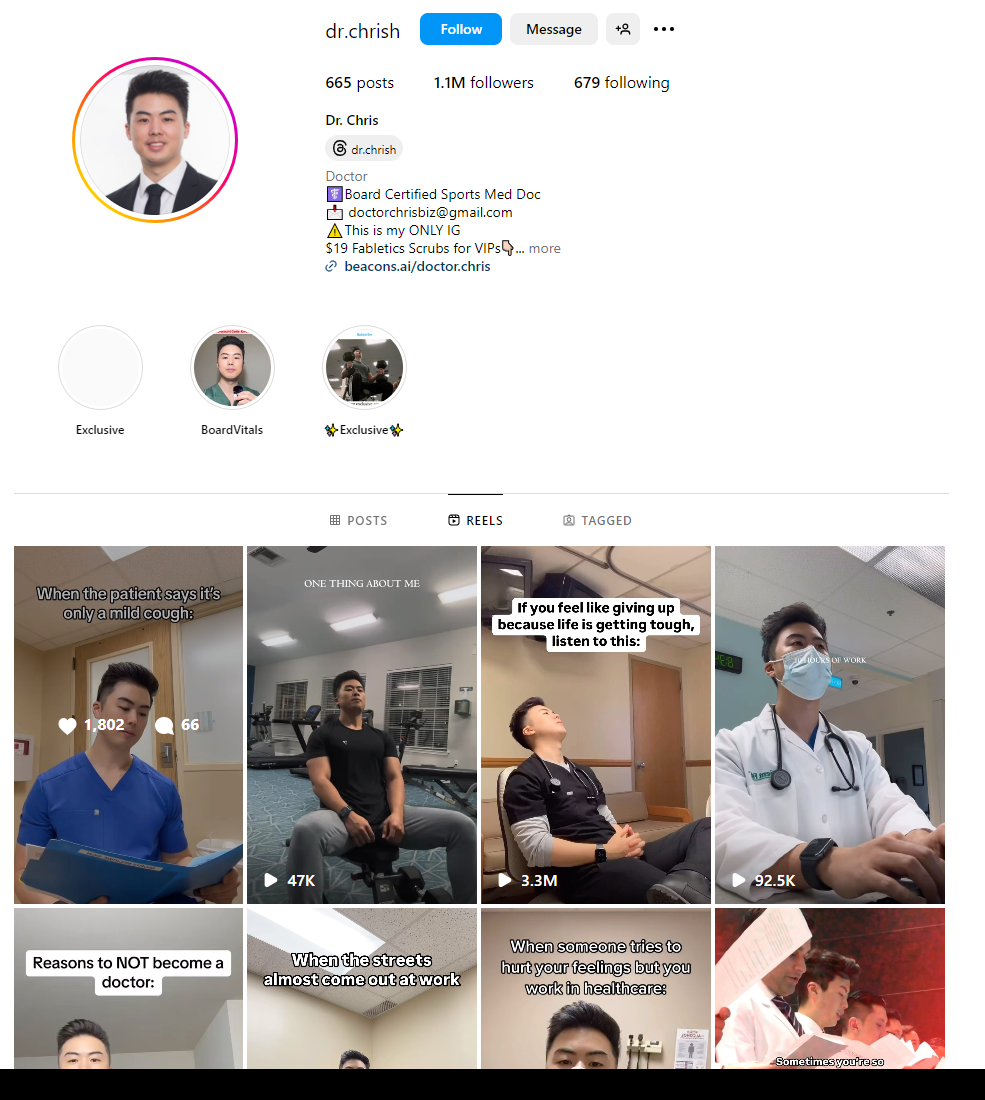 dr.chrish Follow Message
665 posts 1.1M followers 679 following
Dr. Chris
dr.chrish
Doctor
⚕️Board Certified Sports Med Doc
📩 doctorchrisbiz@gmail.com
⚠️This is my ONLY IG
$19 Fabletics Scrubs for VIPs👇🏻... more
beacons.ai/doctor.chris
Exclusive BoardVitals ✨Exclusive✨
POSTS REELS TAGGED
When the patient says it's
only a mild cough:
1,802 66
ONE THING ABOUT ME
47K
If you feel like giving up
because life is getting tough,
listen to this:
3.3M
HOURS OF WORK
92.5K
Reasons to NOT become a
doctor:
When the streets
almost come out at work
When someone tries to
hurt your feelings but you
work in healthcare:
Sometimes you're so